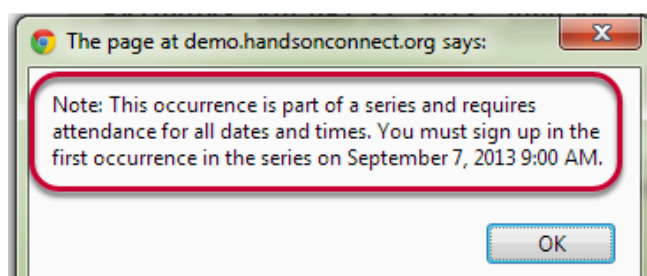 The page at demo.handsonconnect.org says:
X
Note: This occurrence is part of a series and requires
attendance for all dates and times. You must sign up in the
first occurrence in the series on September 7, 2013 9:00 AM.
OK